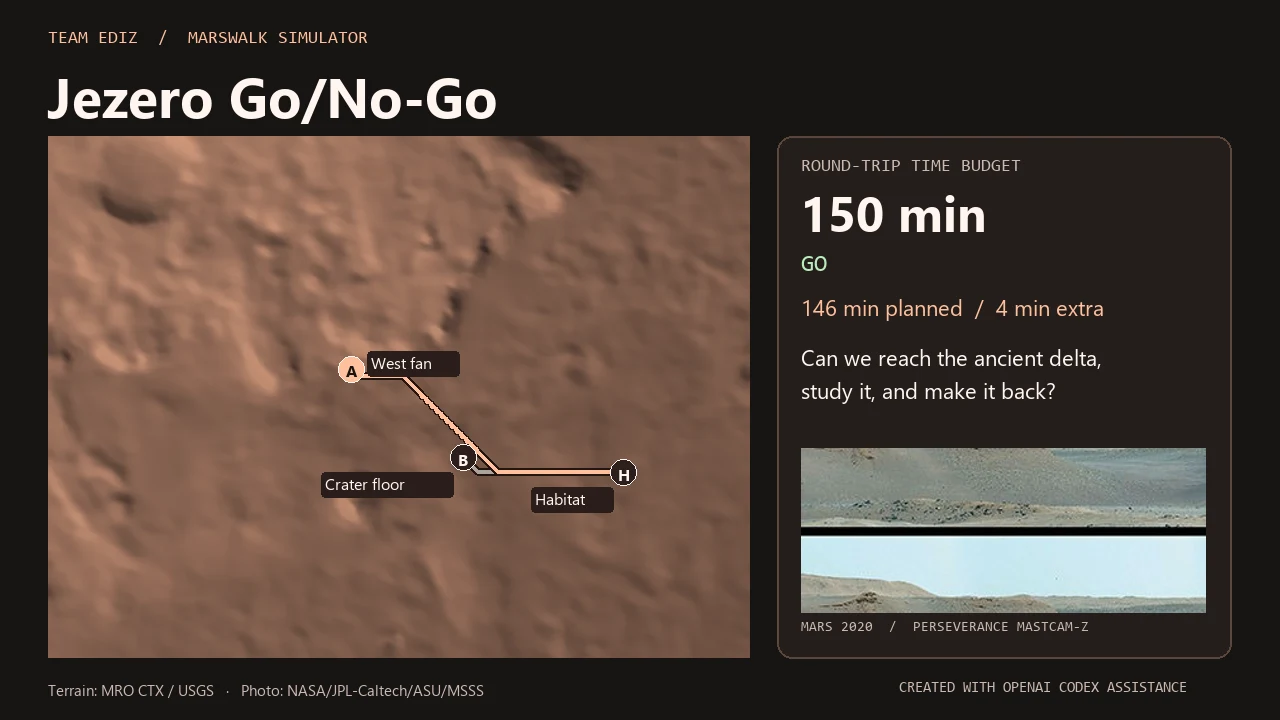 TEAM EDIZ / MARSWALK SIMULATOR
Jezero Go/No-Go
A
West fan
B
H
Crater floor
Habitat
ROUND-TRIP TIME BUDGET
150 min
GO
146 min planned / 4 min extra
Can we reach the ancient delta,
study it, and make it back?
MARS 2020 / PERSEVERANCE MASTCAM-Z
Terrain: MRO CTX / USGS · Photo: NASA/JPL-Caltech/ASU/MSSS
CREATED WITH OPENAI CODEX ASSISTANCE